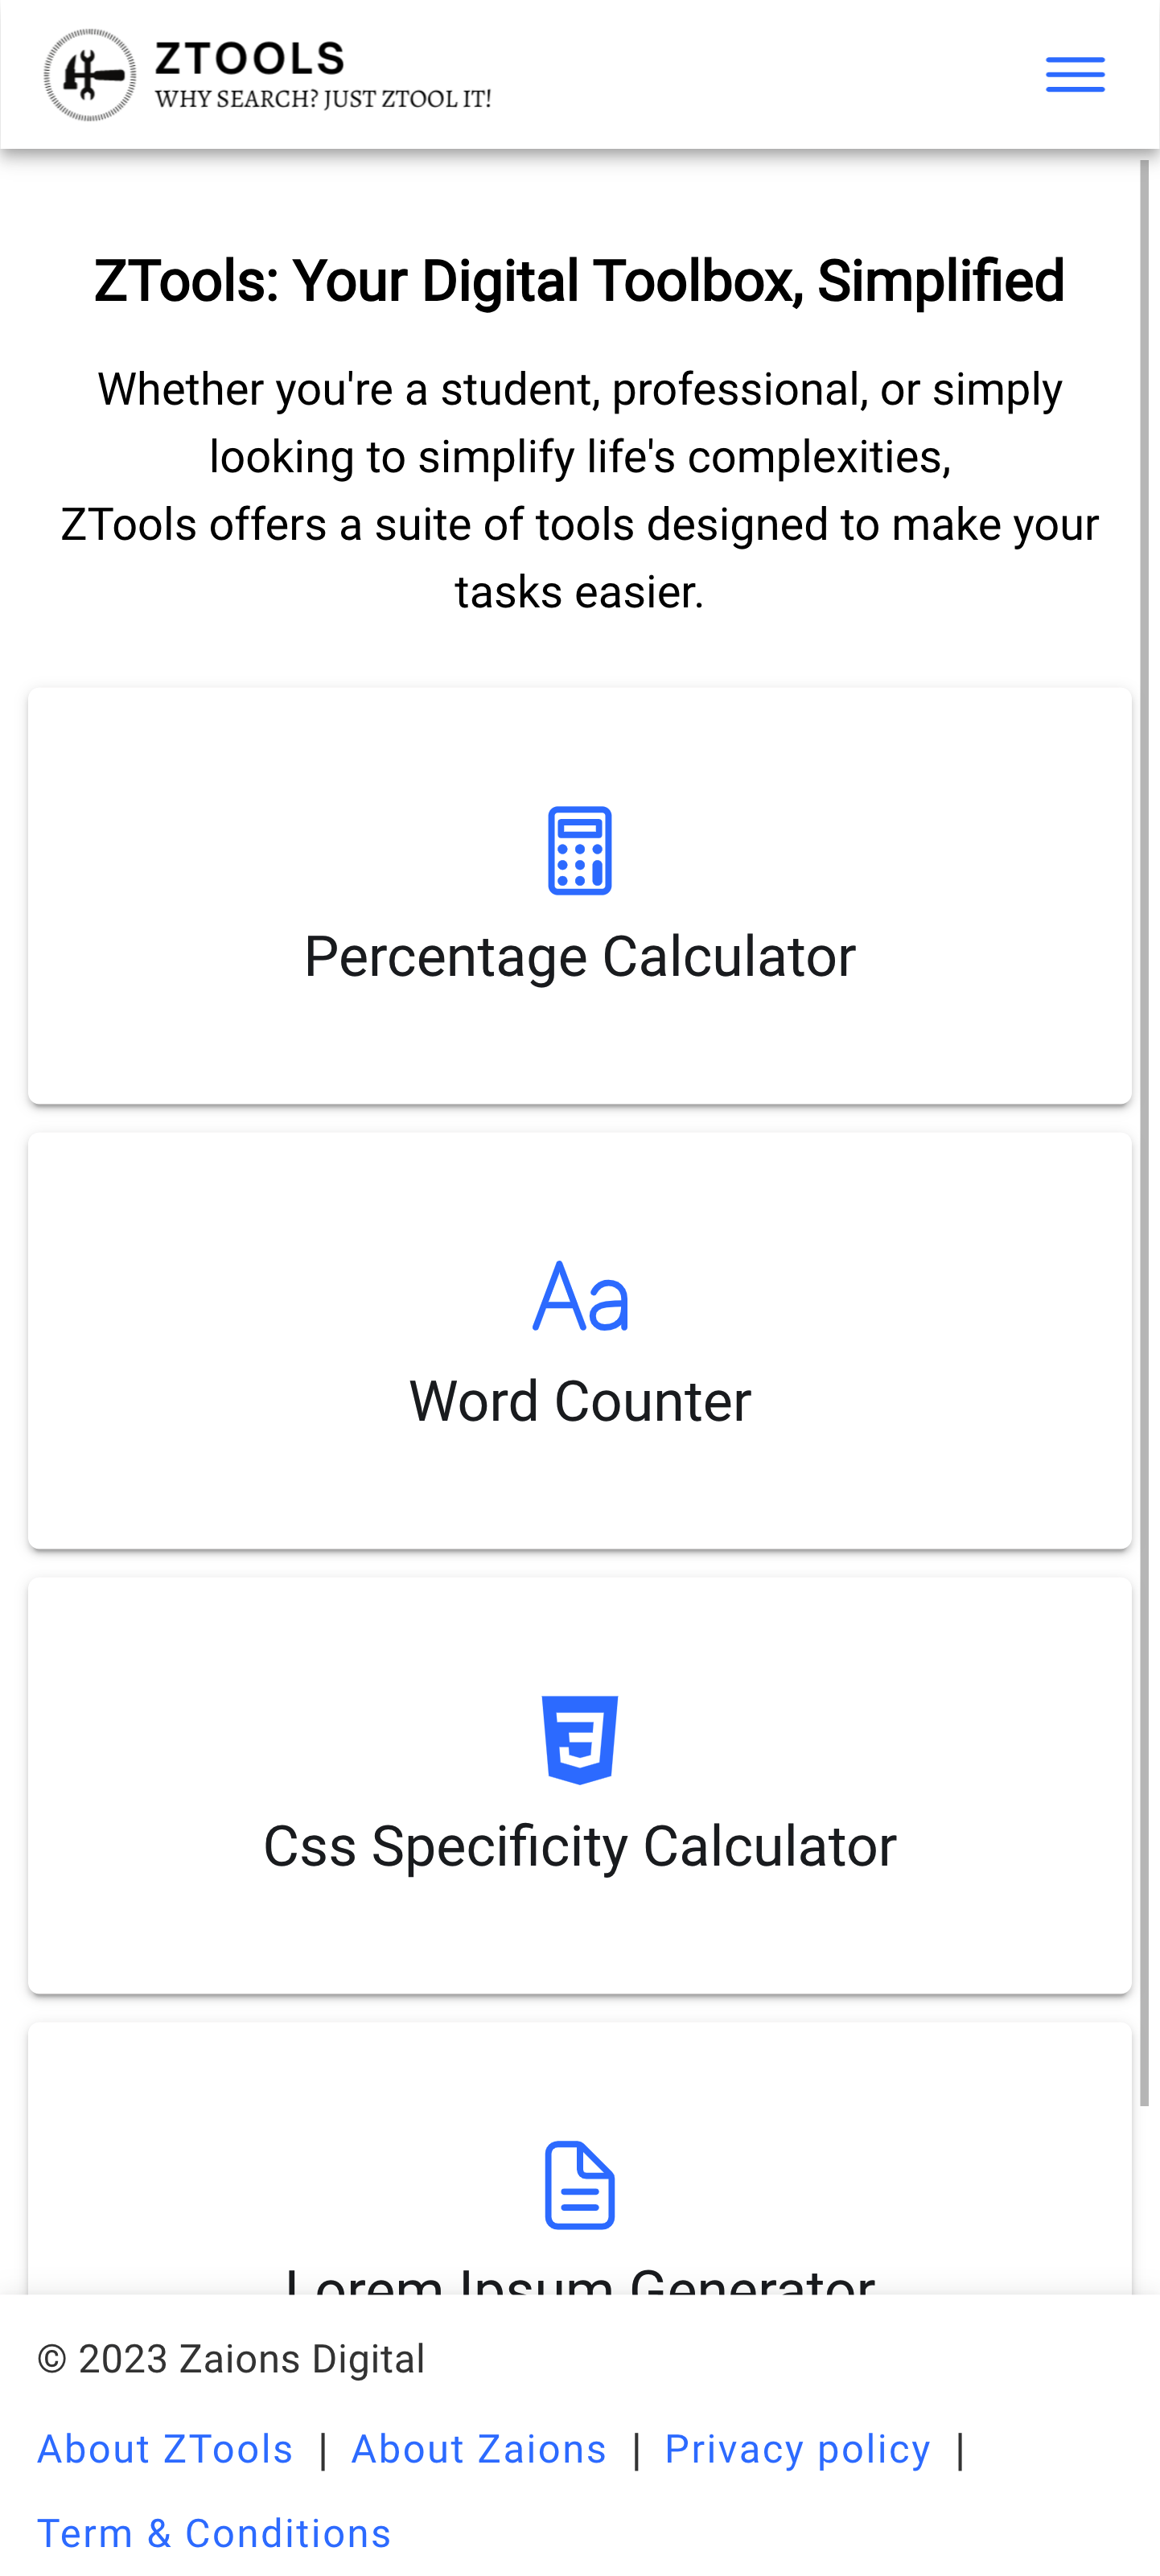 ZTOOLS
WHY SEARCH? JUST ZTOOL IT!
ZTools: Your Digital Toolbox, Simplified
Whether you're a student, professional, or simply
looking to simplify life's complexities,
ZTools offers a suite of tools designed to make your
tasks easier.
Percentage Calculator
Aa
Word Counter
Css Specificity Calculator
Lorem Ipsum Generator
© 2023 Zaions Digital
About ZTools | About Zaions | Privacy policy |
Term & Conditions